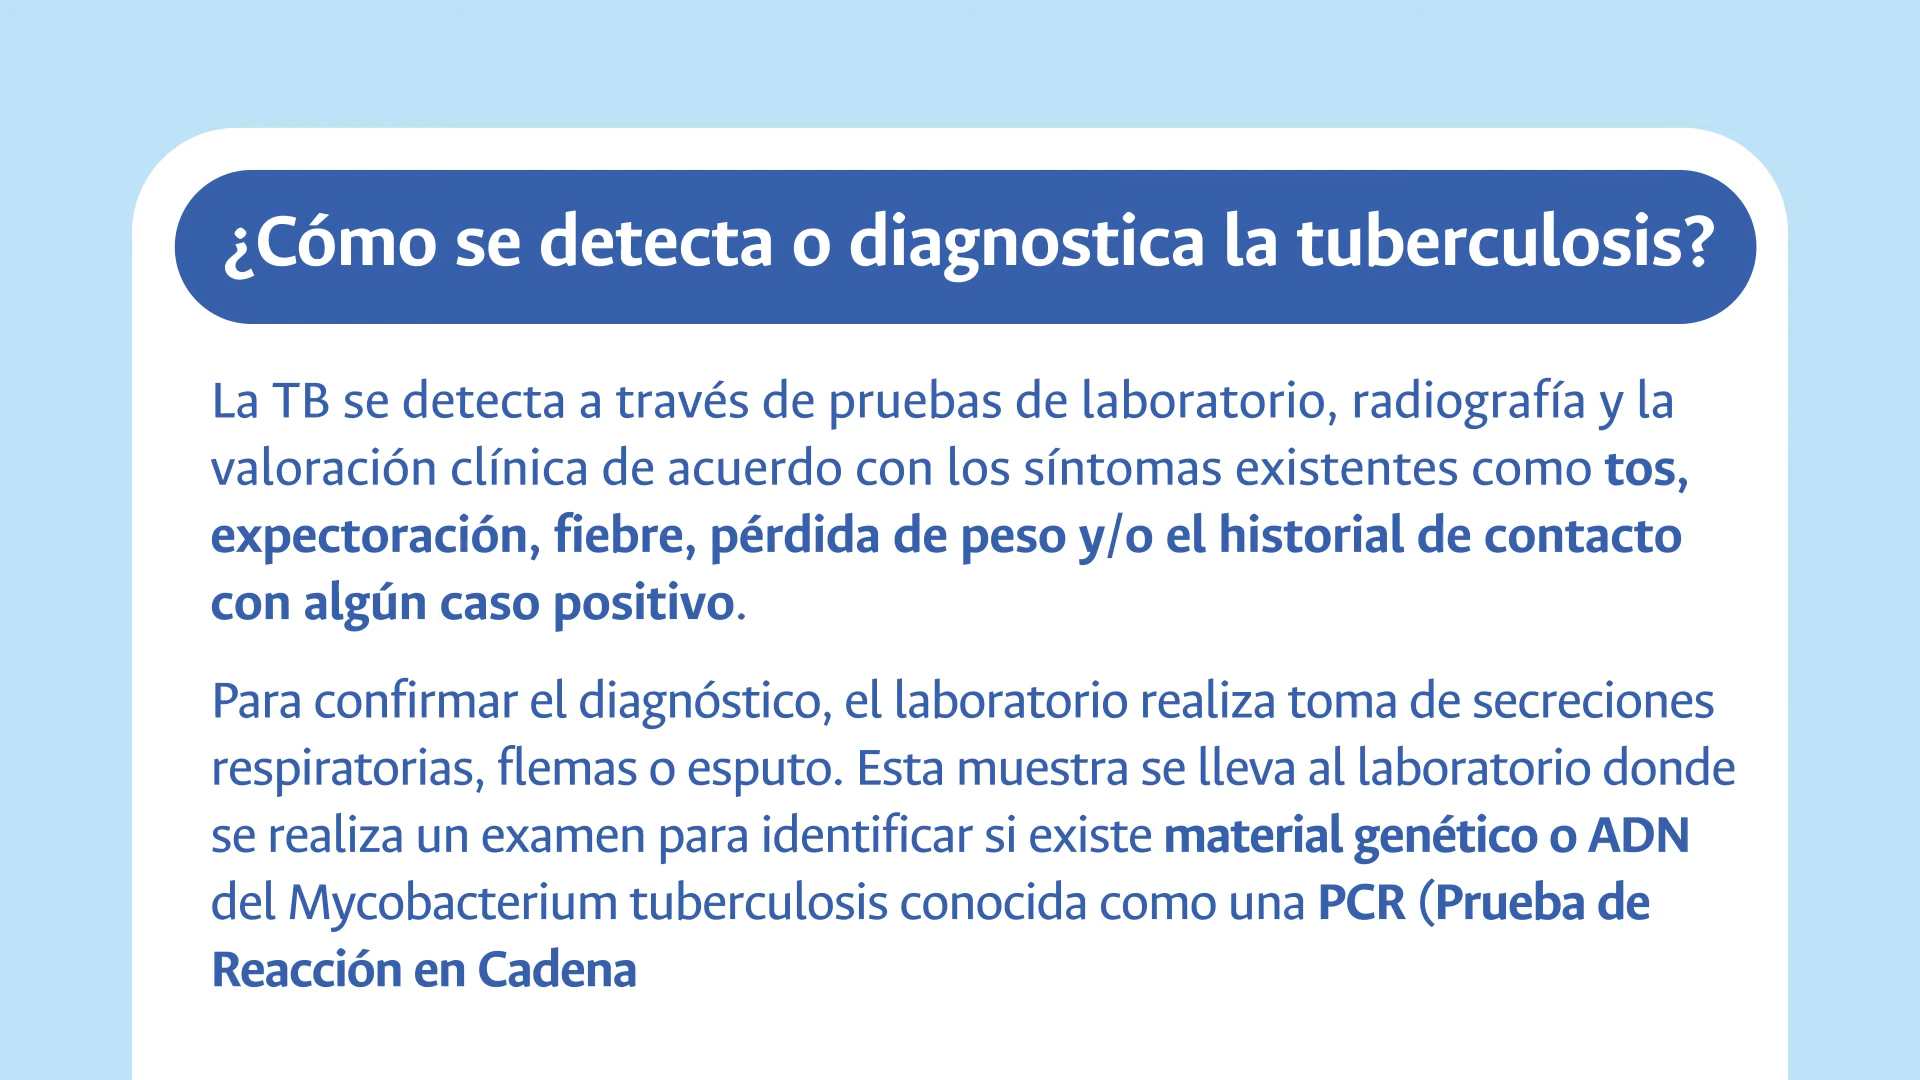 ¿Cómo se detecta o diagnostica la tuberculosis?
La TB se detecta a través de pruebas de laboratorio, radiografía y la
valoración clínica de acuerdo con los síntomas existentes como tos,
expectoración, fiebre, pérdida de peso y/o el historial de contacto
con algún caso positivo.
Para confirmar el diagnóstico, el laboratorio realiza toma de secreciones
respiratorias, flemas o esputo. Esta muestra se lleva al laboratorio donde
se realiza un examen para identificar si existe material genético o ADN
del Mycobacterium tuberculosis conocida como una PCR (Prueba de
Reacción en Cadena